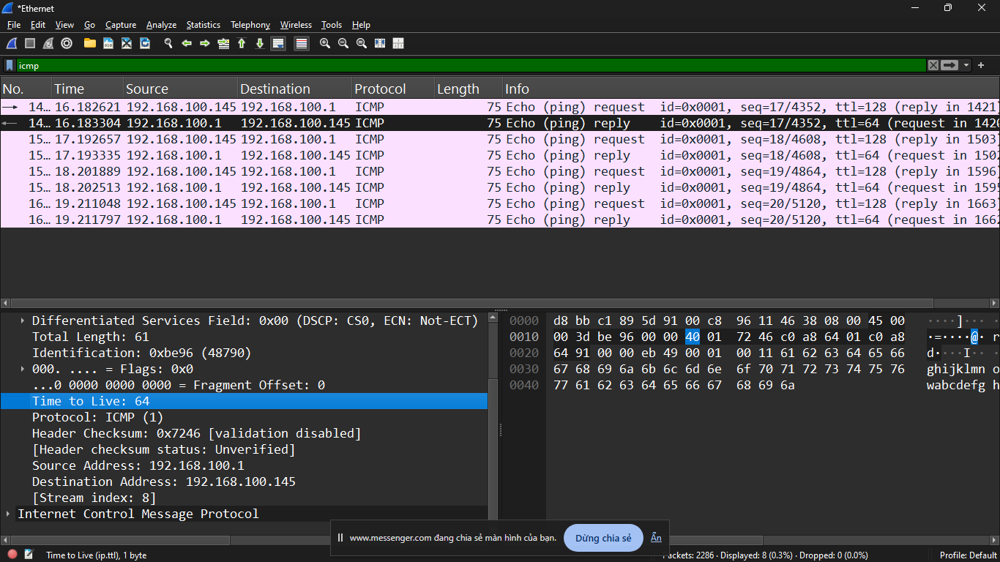 *Ethernet
File Edit View Go Capture Analyze Statistics Telephony Wireless Tools Help
icmp
No. Time Source Destination Protocol Length Info
14… 16.182621 192.168.100.145 192.168.100.1 ICMP 75 Echo (ping) request id=0x0001, seq=17/4352, ttl=128 (reply in 1421)
14… 16.183304 192.168.100.1 192.168.100.145 ICMP 75 Echo (ping) reply id=0x0001, seq=17/4352, ttl=64 (request in 1420
15… 17.192657 192.168.100.145 192.168.100.1 ICMP 75 Echo (ping) request id=0x0001, seq=18/4608, ttl=128 (reply in 1503)
15… 17.193335 192.168.100.1 192.168.100.145 ICMP 75 Echo (ping) reply id=0x0001, seq=18/4608, ttl=64 (request in 1502
15… 18.201889 192.168.100.145 192.168.100.1 ICMP 75 Echo (ping) request id=0x0001, seq=19/4864, ttl=128 (reply in 1596)
15… 18.202513 192.168.100.1 192.168.100.145 ICMP 75 Echo (ping) reply id=0x0001, seq=19/4864, ttl=64 (request in 1595
16… 19.211048 192.168.100.145 192.168.100.1 ICMP 75 Echo (ping) request id=0x0001, seq=20/5120, ttl=128 (reply in 1663)
16… 19.211797 192.168.100.1 192.168.100.145 ICMP 75 Echo (ping) reply id=0x0001, seq=20/5120, ttl=64 (request in 1662
Differentiated Services Field: 0x00 (DSCP: CS0, ECN: Not-ECT)
Total Length: 61
Identification: 0xbe96 (48790)
000. .... = Flags: 0x0
...0 0000 0000 0000 = Fragment Offset: 0
Time to Live: 64
Protocol: ICMP (1)
Header Checksum: 0x7246 [validation disabled]
[Header checksum status: Unverified]
Source Address: 192.168.100.1
Destination Address: 192.168.100.145
[Stream index: 8]
Internet Control Message Protocol
0000 d8 bb c1 89 5d 91 00 c8 96 11 46 38 08 00 45 00 ····]··· ·
0010 00 3d be 96 00 00 40 01 72 46 c0 a8 64 01 c0 a8 ·=····@· r
0020 64 91 00 00 eb 49 00 01 00 11 61 62 63 64 65 66 d····I·· ·
0030 67 68 69 6a 6b 6c 6d 6e 6f 70 71 72 73 74 75 76 ghijklmn o
0040 77 61 62 63 64 65 66 67 68 69 6a wabcdefg h
www.messenger.com đang chia sẻ màn hình của bạn. Dừng chia sẻ Ẩn
Time to Live (ip.ttl), 1 byte
Packets: 2286 · Displayed: 8 (0.3%) · Dropped: 0 (0.0%)
Profile: Default